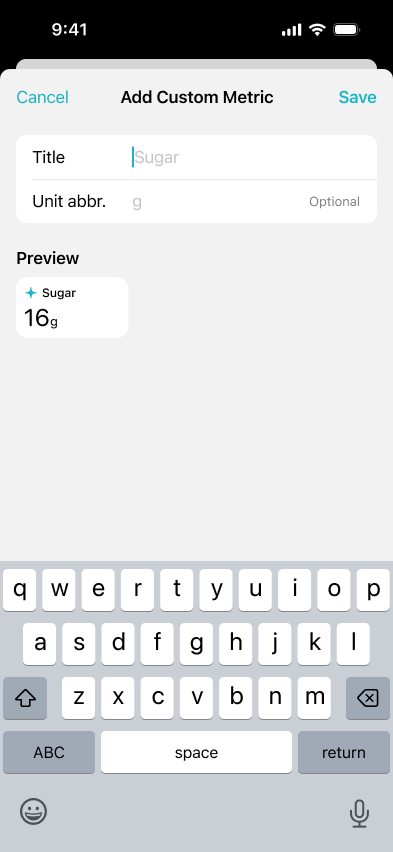 9:41
Cancel Add Custom Metric Save
Title Sugar
Unit abbr. g Optional
Preview
Sugar
16g
q w e r t y u i o p
a s d f g h j k l
z x c v b n m
ABC space return